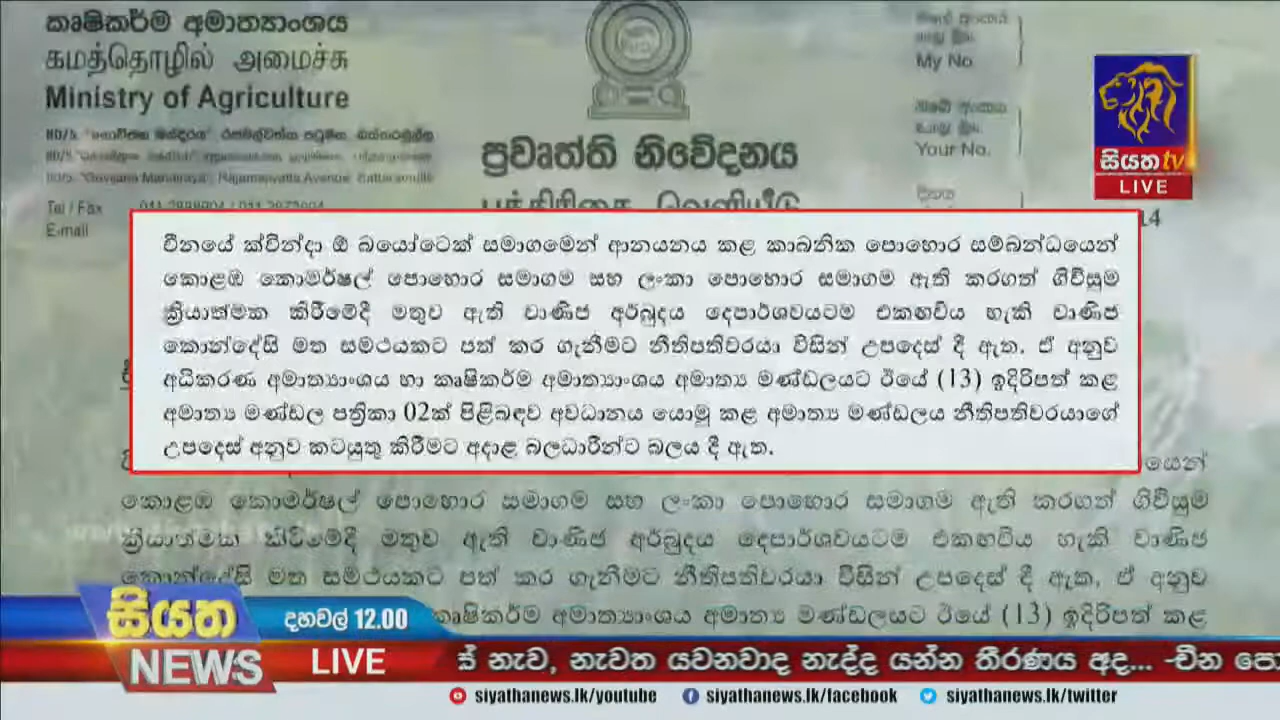 කෘෂිකර්ම අමාත්‍යාංශය
கமத்தொழில் அமைச்சு
Ministry of Agriculture
My No.
Your No.
Tel / Fax
E-mail
ප්‍රවෘත්ති නිවේදනය
பத்திரிகை வெளியீடு
සියත tv
LIVE
14
චීනයේ ක්වින්දා ඕ බයෝටෙක් සමාගමෙන් ආනයනය කළ කාබනික පොහොර සම්බන්ධයෙන්
කොළඹ කොමර්ෂල් පොහොර සමාගම සහ ලංකා පොහොර සමාගම ඇති කරගත් ගිවිසුම
ක්‍රියාත්මක කිරීමේදී මතුව ඇති වාණිජ අර්බුදය දෙපාර්ශවයටම එකඟවිය හැකි වාණිජ
කොන්දේසි මත සමථයකට පත් කර ගැනීමට නීතිපතිවරයා විසින් උපදෙස් දී ඇත. ඒ අනුව
අධිකරණ අමාත්‍යාංශය හා කෘෂිකර්ම අමාත්‍යාංශය අමාත්‍ය මණ්ඩලයට ඊයේ (13) ඉදිරිපත් කළ
අමාත්‍ය මණ්ඩල පත්‍රිකා 02ක් පිළිබඳව අවධානය යොමු කළ අමාත්‍ය මණ්ඩලය නීතිපතිවරයාගේ
උපදෙස් අනුව කටයුතු කිරීමට අදාළ බලධාරීන්ට බලය දී ඇත.
යෙන්
කොළඹ කොමර්ෂල් පොහොර සමාගම සහ ලංකා පොහොර සමාගම ඇති කරගත් ගිවිසුම
ක්‍රියාත්මක කිරීමේදී මතුව ඇති වාණිජ අර්බුදය දෙපාර්ශවයටම එකඟවිය හැකි වාණිජ
කොන්දේසි මත සමථයකට පත් කර ගැනීමට නීතිපතිවරයා විසින් උපදෙස් දී ඇත. ඒ අනුව
කෘෂිකර්ම අමාත්‍යාංශය අමාත්‍ය මණ්ඩලයට ඊයේ (13) ඉදිරිපත් කළ
සියත
දහවල් 12.00
NEWS LIVE
ස් නැව, නැවත යවනවාද නැද්ද යන්න තීරණය අද... -චීන පො
siyathanews.lk/youtube siyathanews.lk/facebook siyathanews.lk/twitter